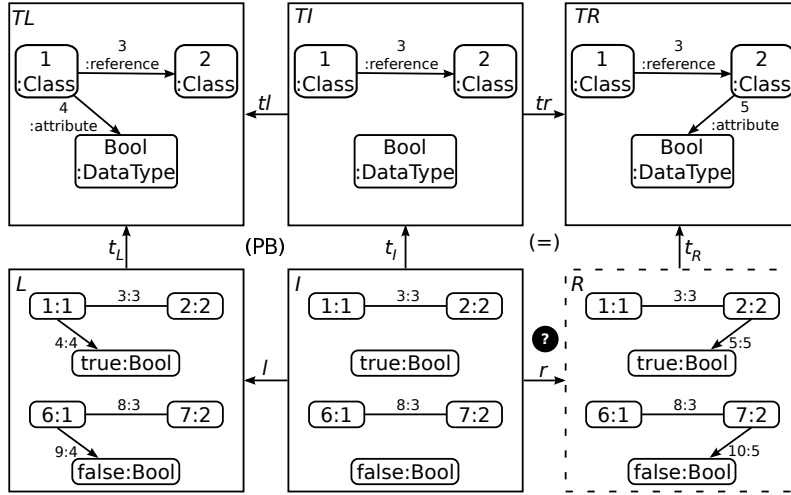 TL
1
:Class
3
:reference
2
:Class
4
:attribute
Bool
:DataType
tl
TI
1
:Class
3
:reference
2
:Class
Bool
:DataType
tr
TR
1
:Class
3
:reference
2
:Class
5
:attribute
Bool
:DataType
t_L
(PB)
t_I
(=)
t_R
L
1:1
3:3
2:2
4:4
true:Bool
6:1
8:3
7:2
9:4
false:Bool
l
I
1:1
3:3
2:2
true:Bool
6:1
8:3
7:2
false:Bool
?
r
R
1:1
3:3
2:2
5:5
true:Bool
6:1
8:3
7:2
10:5
false:Bool